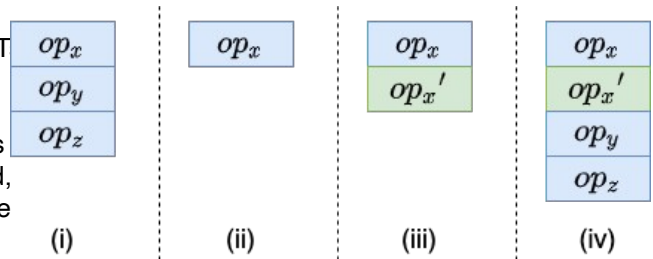 T
op_x op_x op_x op_x
op_y op_x' op_x'
s op_z op_y
d, op_z
e
(i) (ii) (iii) (iv)